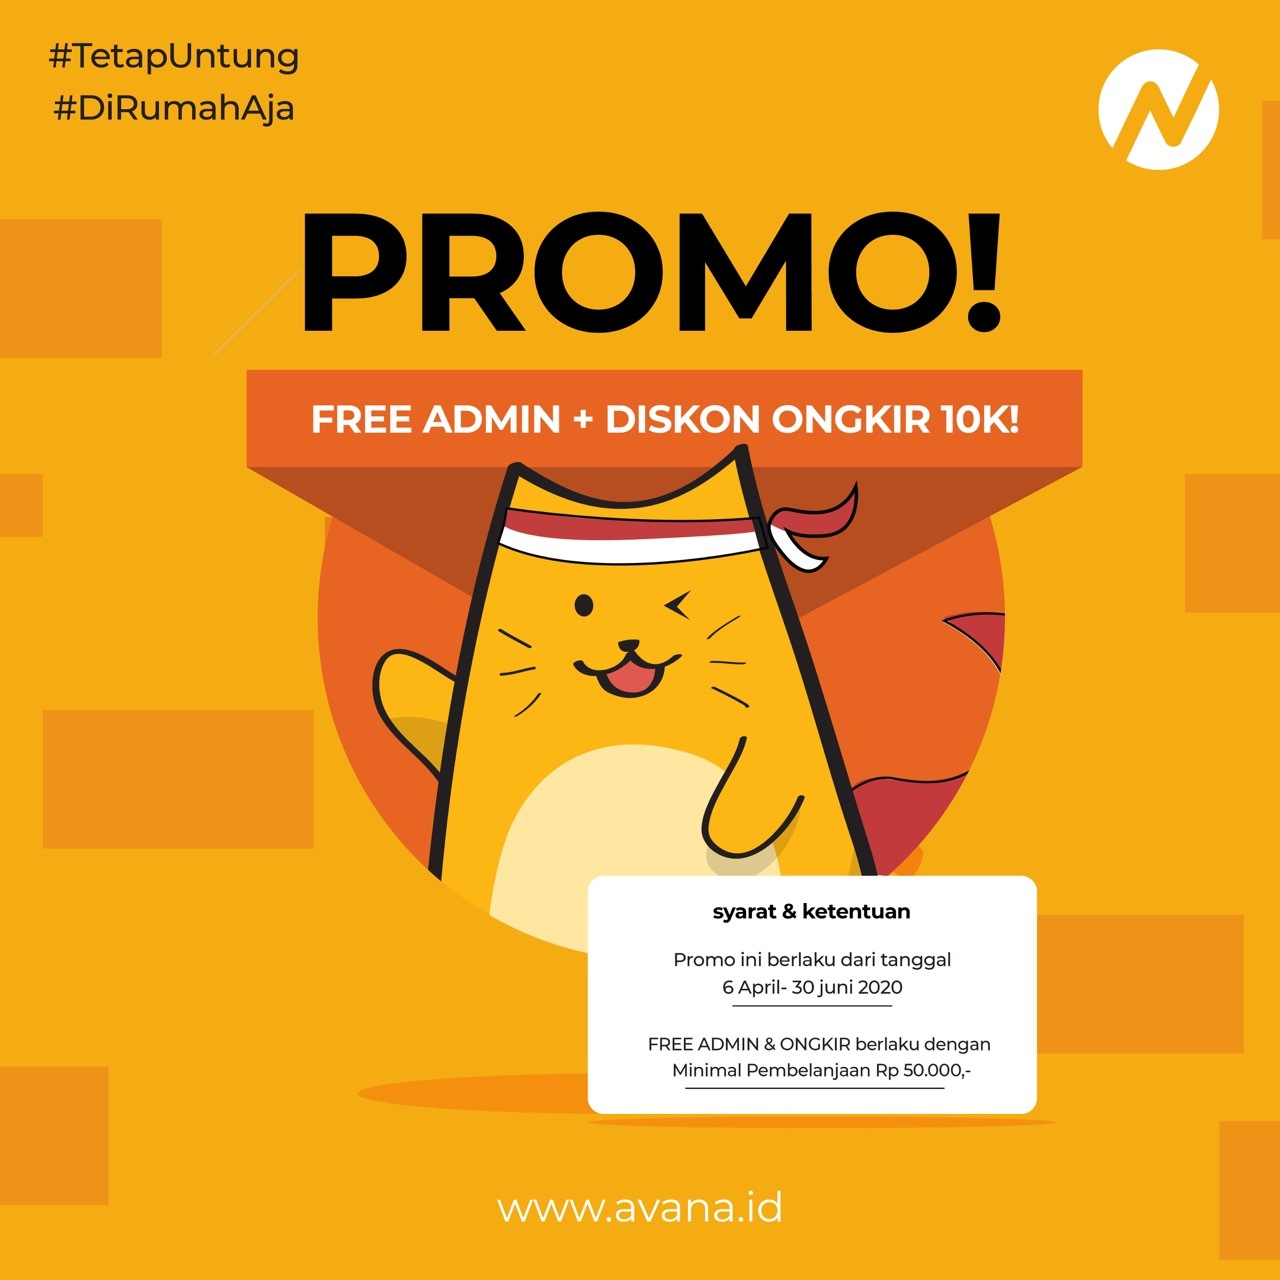 #TetapUntung
#DiRumahAja
PROMO!
FREE ADMIN + DISKON ONGKIR 10K!
syarat & ketentuan
Promo ini berlaku dari tanggal
6 April- 30 juni 2020
FREE ADMIN & ONGKIR berlaku dengan
Minimal Pembelanjaan Rp 50.000,-
www.avana.id